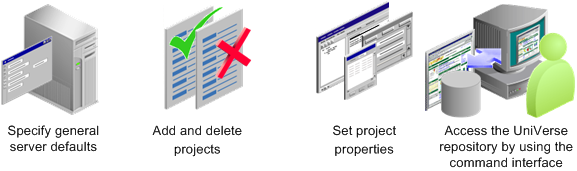 Specify general
server defaults
Add and delete
projects
Set project
properties
Access the UniVerse
repository by using the
command interface